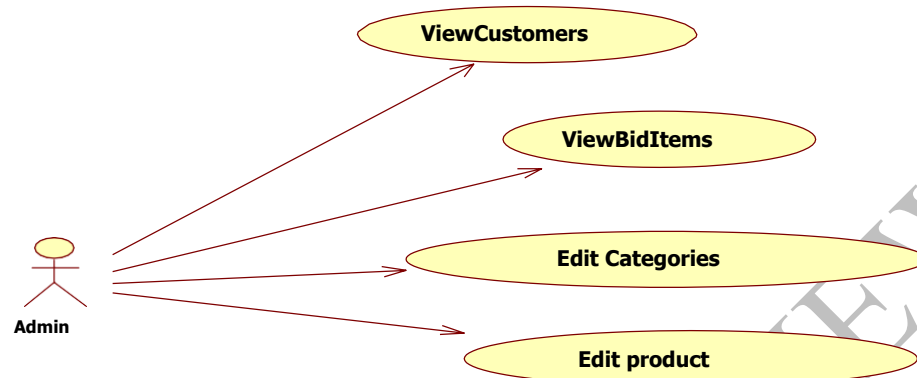 ViewCustomers
ViewBidItems
Edit Categories
Admin
Edit product